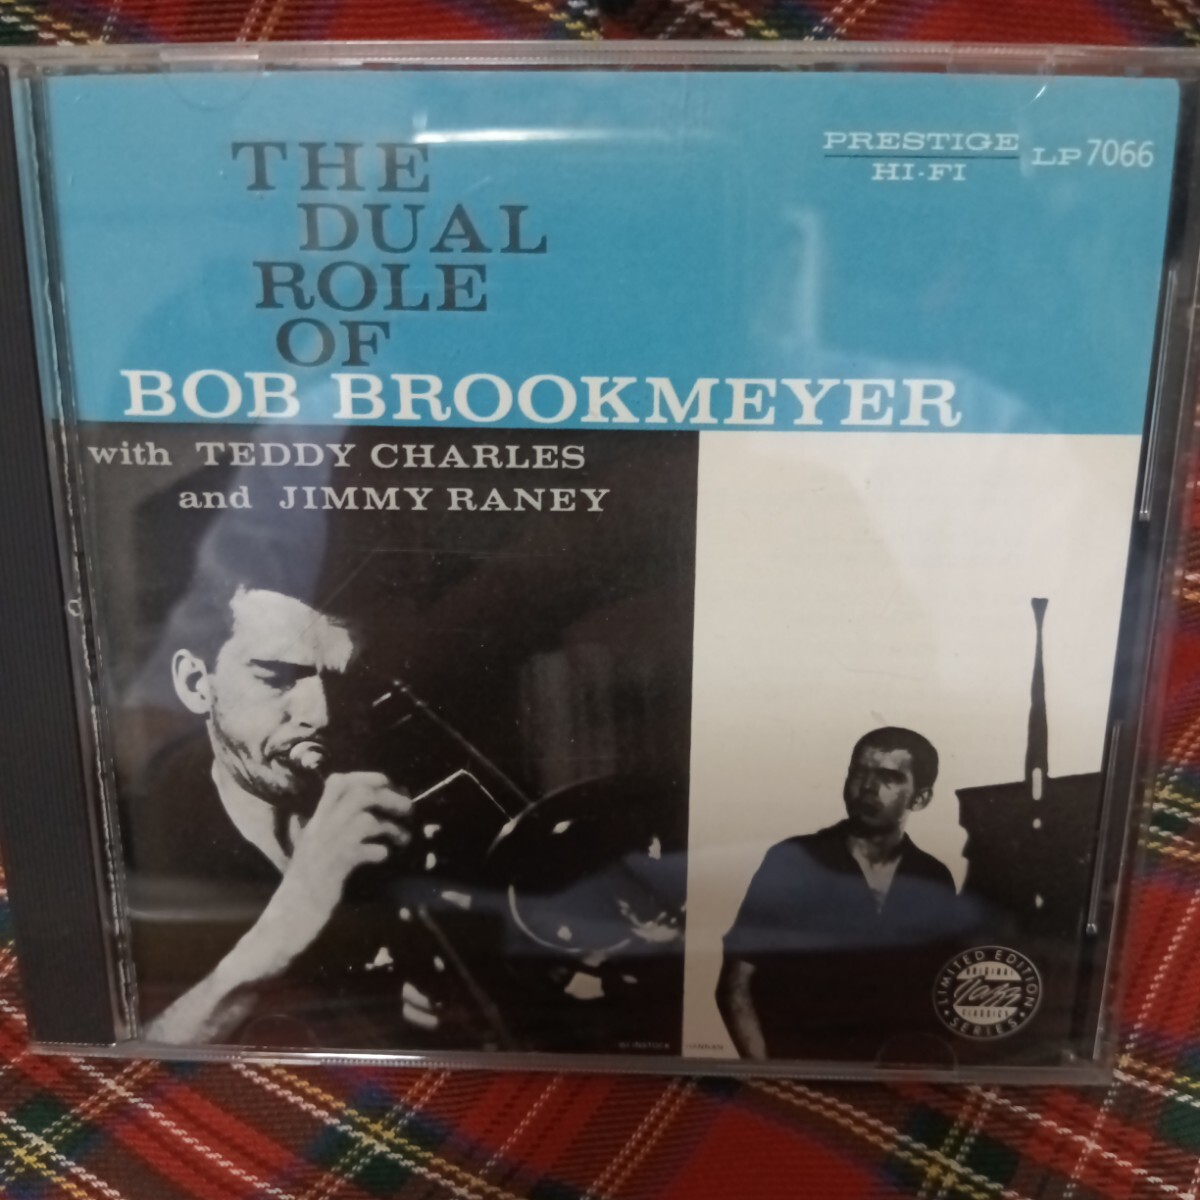 THE
DUAL
ROLE
OF
BOB BROOKMEYER
with TEDDY CHARLES
and JIMMY RANEY
PRESTIGE
HI-FI
LP 7066
LIMITED EDITION
ORIGINAL
Jazz
CLASSICS
SERIES